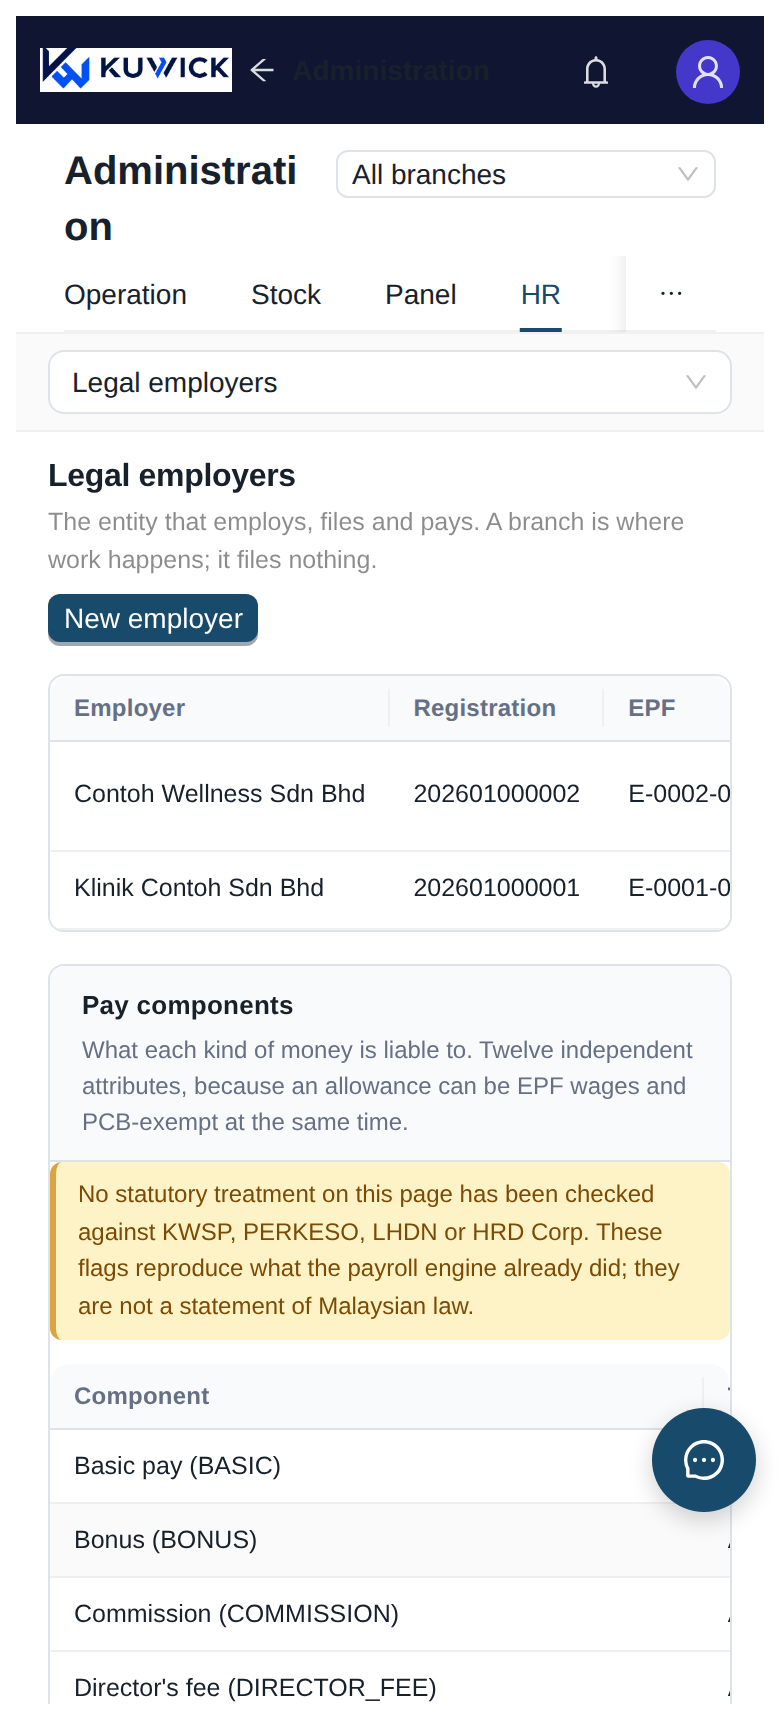 KUWICK
Administration
Administrati
on
All branches
Operation Stock Panel HR ...
Legal employers
Legal employers
The entity that employs, files and pays. A branch is where
work happens; it files nothing.
New employer
Employer Registration EPF
Contoh Wellness Sdn Bhd 202601000002 E-0002-0
Klinik Contoh Sdn Bhd 202601000001 E-0001-0
Pay components
What each kind of money is liable to. Twelve independent
attributes, because an allowance can be EPF wages and
PCB-exempt at the same time.
No statutory treatment on this page has been checked
against KWSP, PERKESO, LHDN or HRD Corp. These
flags reproduce what the payroll engine already did; they
are not a statement of Malaysian law.
Component
Basic pay (BASIC)
Bonus (BONUS)
Commission (COMMISSION)
Director's fee (DIRECTOR_FEE)